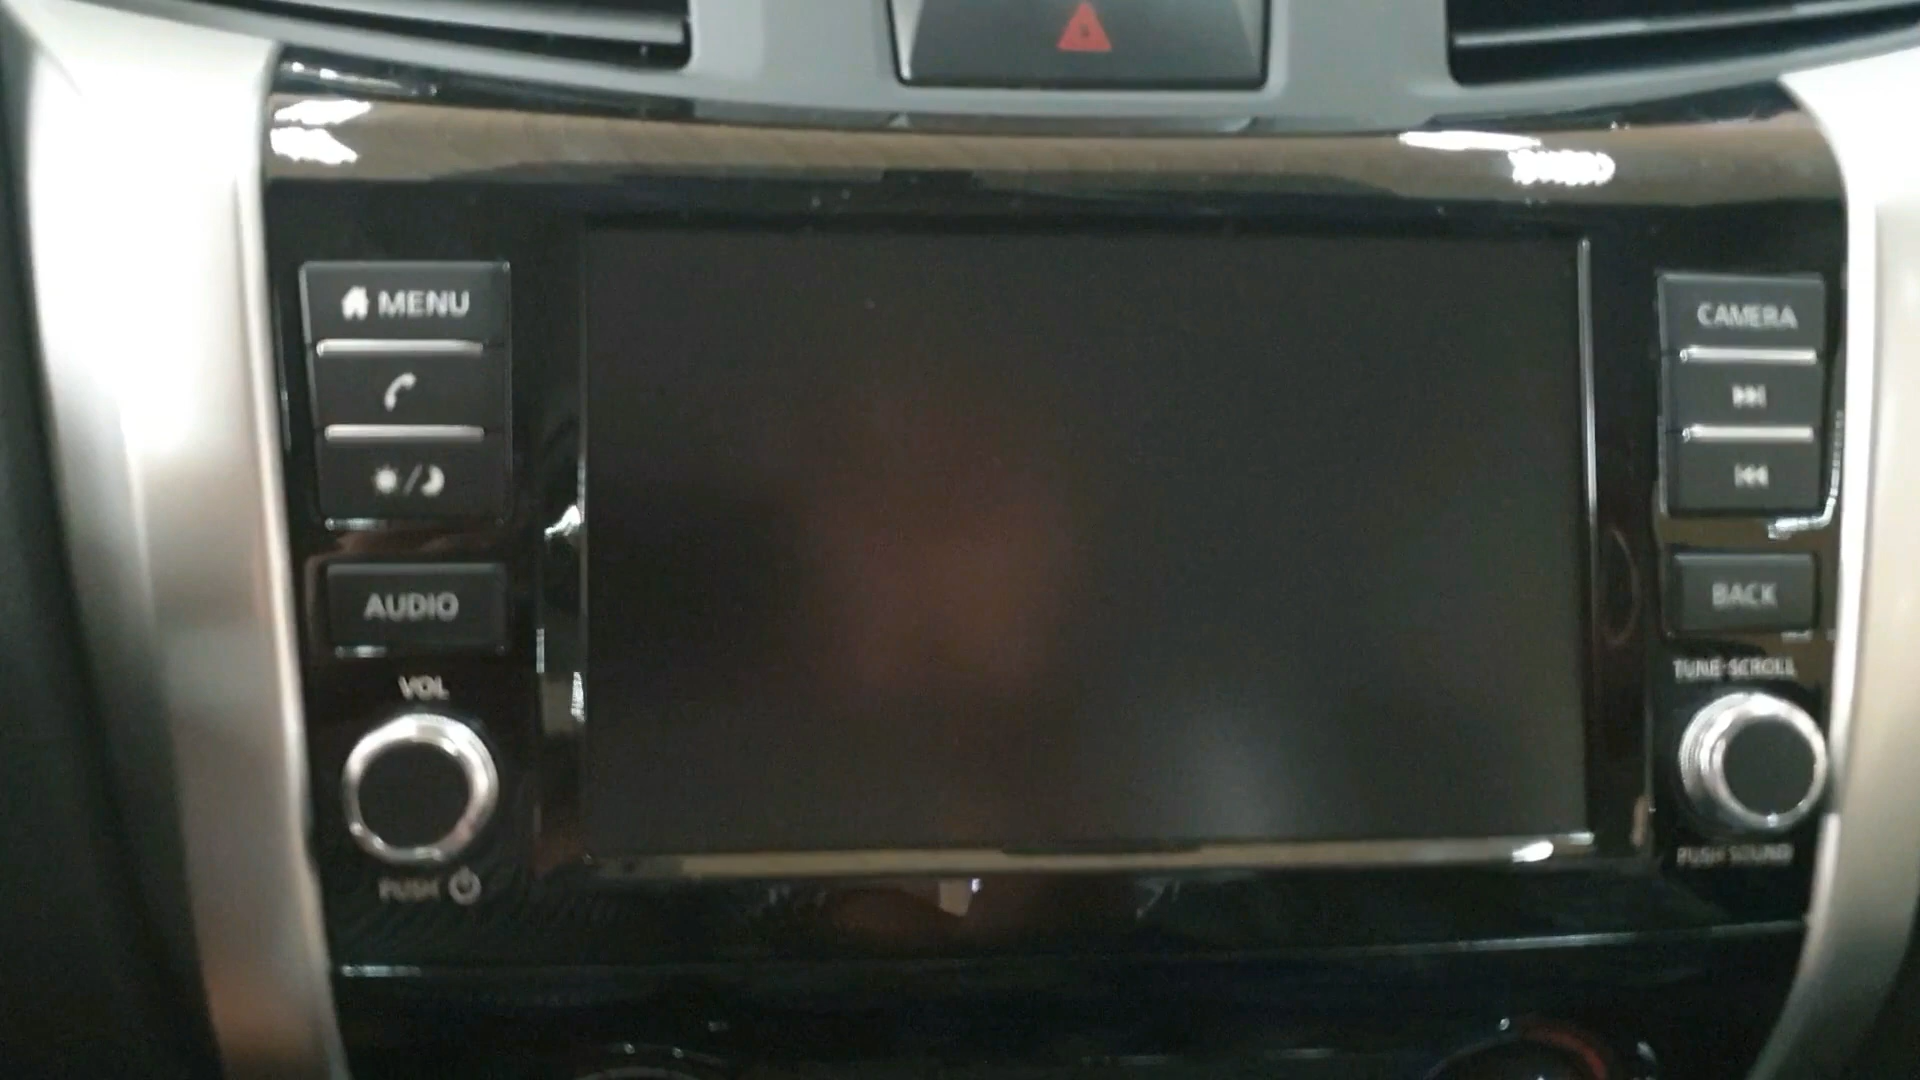 MENU
AUDIO
VOL
PUSH
CAMERA
BACK
TUNE·SCROLL
PUSH SOUND